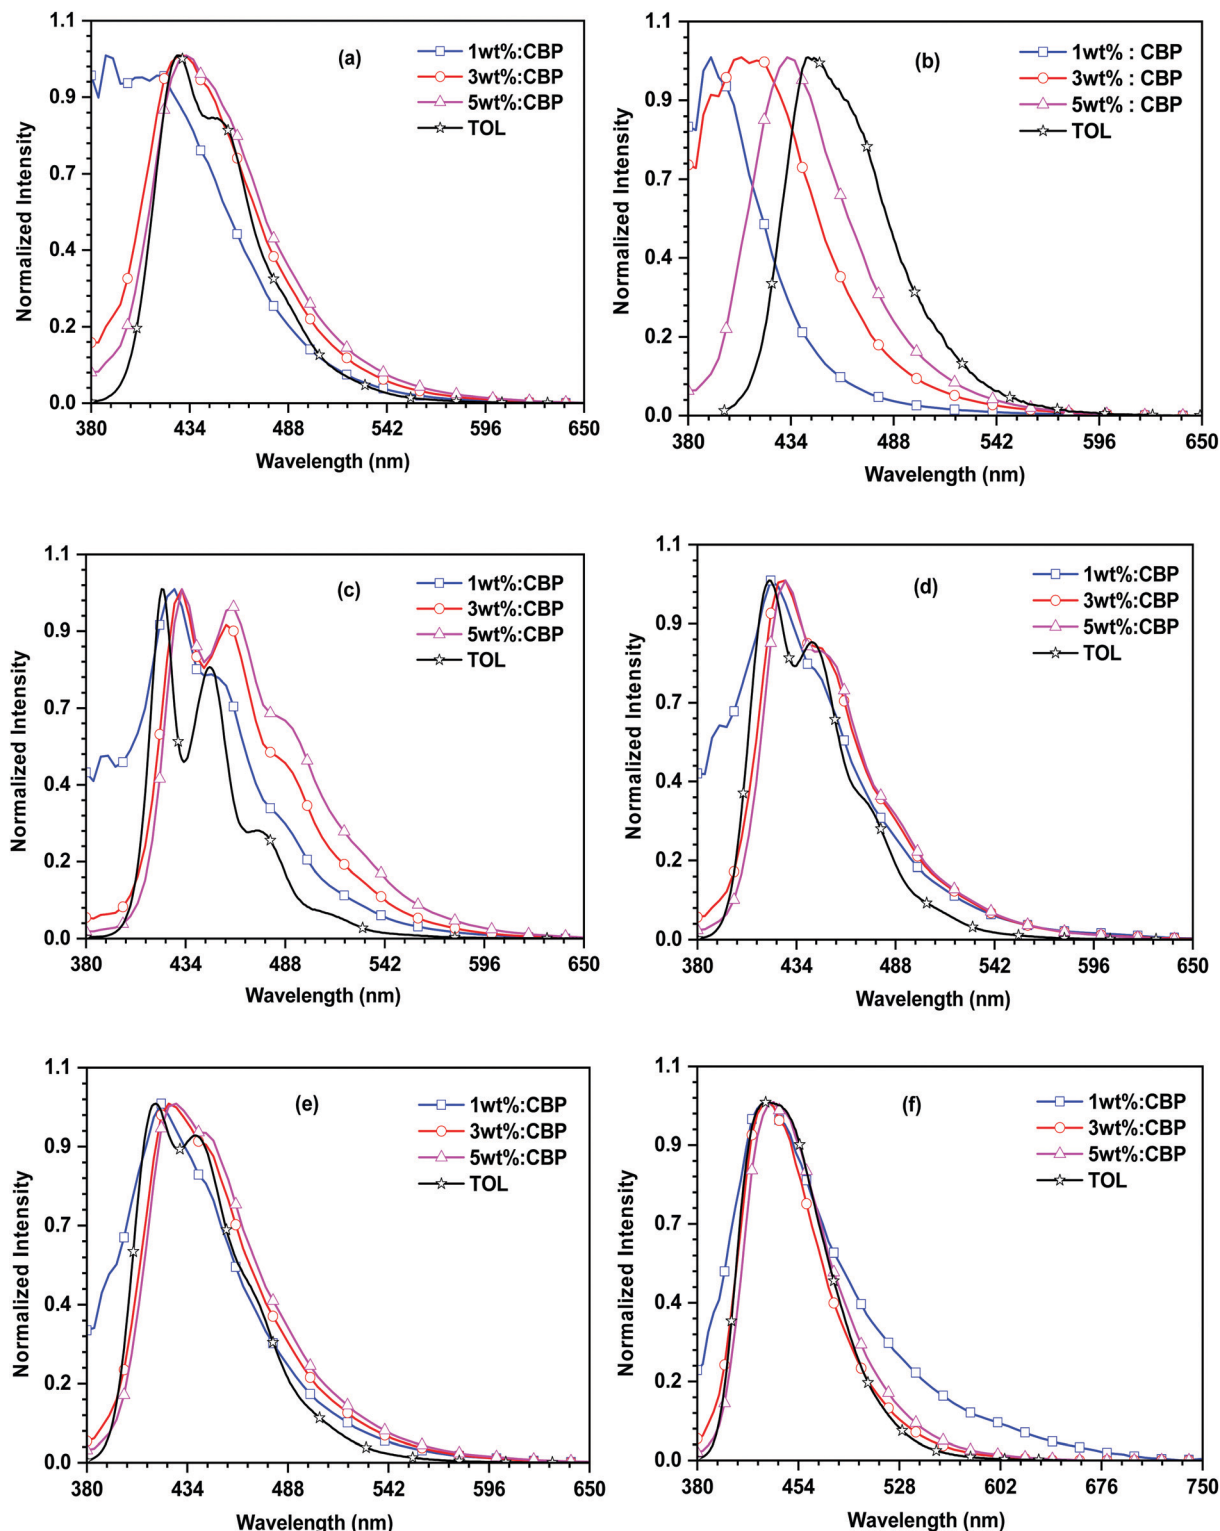 (a)
1wt%:CBP
3wt%:CBP
5wt%:CBP
TOL
1.1
0.9
0.7
0.4
0.2
0.0
380 434 488 542 596 650
Normalized Intensity
Wavelength (nm)
(b)
1wt% : CBP
3wt% : CBP
5wt% : CBP
TOL
1.1
0.9
0.7
0.4
0.2
0.0
380 434 488 542 596 650
Normalized Intensity
Wavelength (nm)
(c)
1wt%:CBP
3wt%:CBP
5wt%:CBP
TOL
1.1
0.9
0.7
0.4
0.2
0.0
380 434 488 542 596 650
Normalized Intensity
Wavelength (nm)
(d)
1wt%:CBP
3wt%:CBP
5wt%:CBP
TOL
1.1
0.9
0.7
0.4
0.2
0.0
380 434 488 542 596 650
Normalized Intensity
Wavelength (nm)
(e)
1wt%:CBP
3wt%:CBP
5wt%:CBP
TOL
1.1
0.9
0.7
0.4
0.2
0.0
380 434 488 542 596 650
Normalized Intensity
Wavelength (nm)
(f)
1wt%:CBP
3wt%:CBP
5wt%:CBP
TOL
1.1
0.9
0.7
0.4
0.2
0.0
380 454 528 602 676 750
Normalized Intensity
Wavelength (nm)